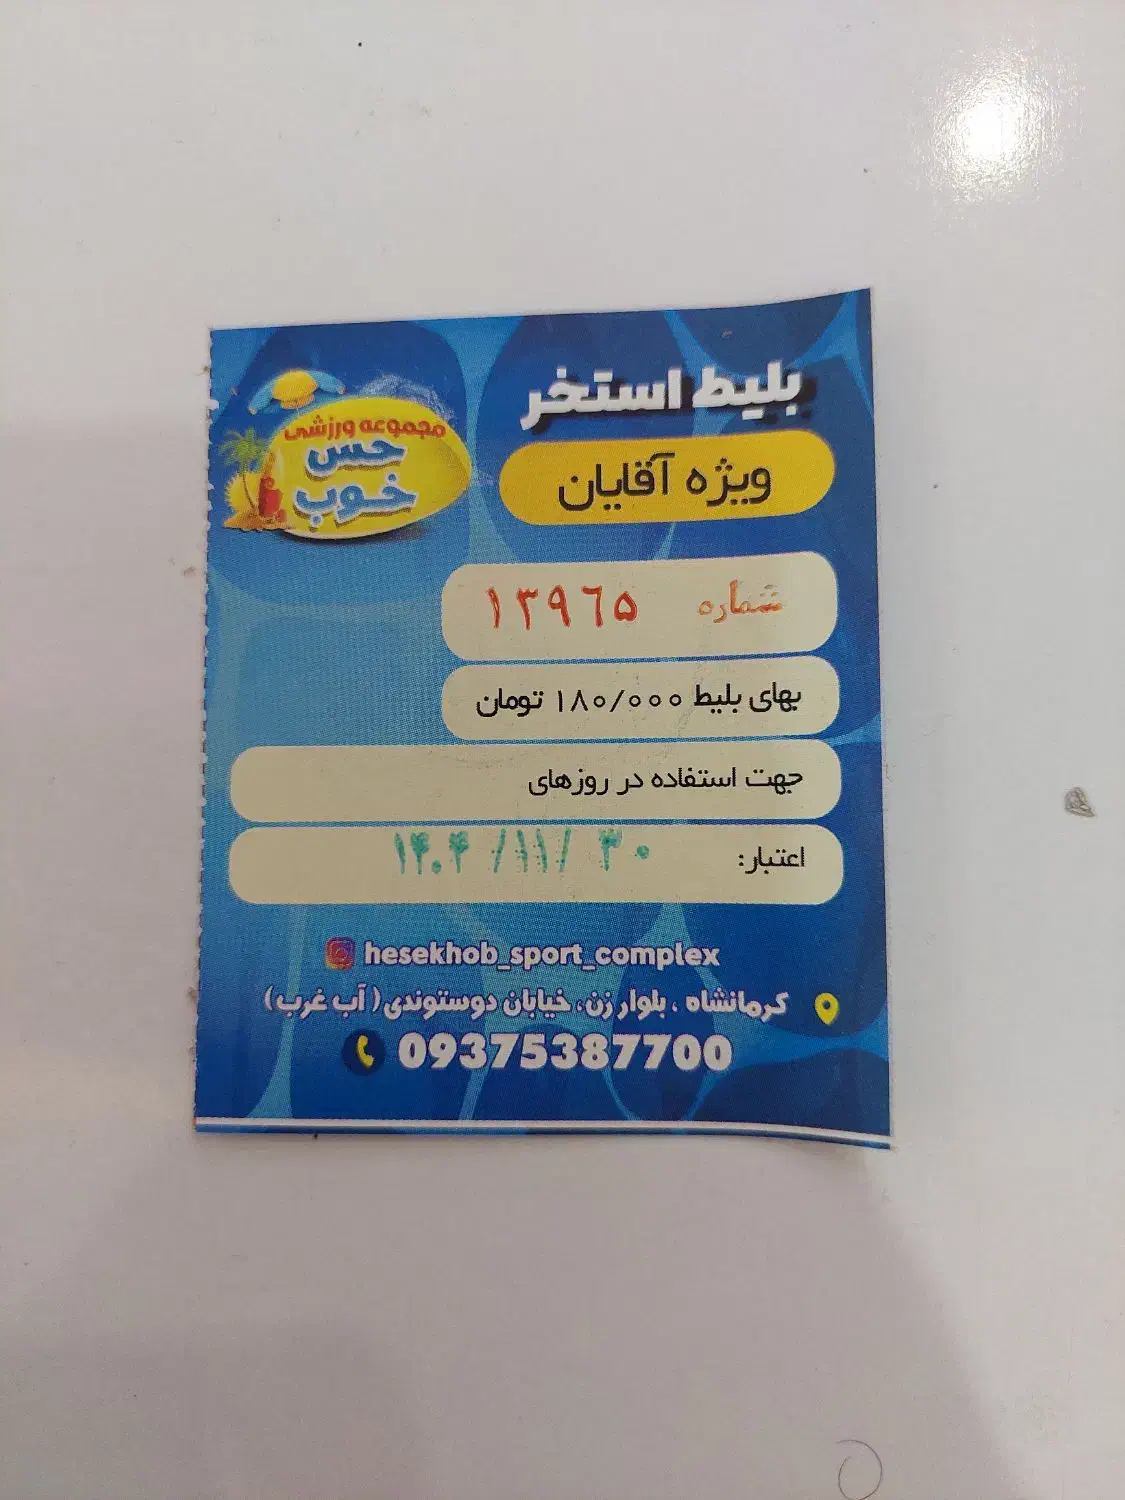 بلیط استخر
ویژه آقایان
مجموعه ورزشی
حس
خوب
شماره ۱۳۹٦۵
بهای بلیط ۱۸۰/۰۰۰ تومان
جهت استفاده در روزهای
اعتبار: ۱۴۰۴/۱۱/۳۰
hesekhob_sport_complex
کرمانشاه ، بلوار زن، خیابان دوستوندی ( آب غرب )
09375387700